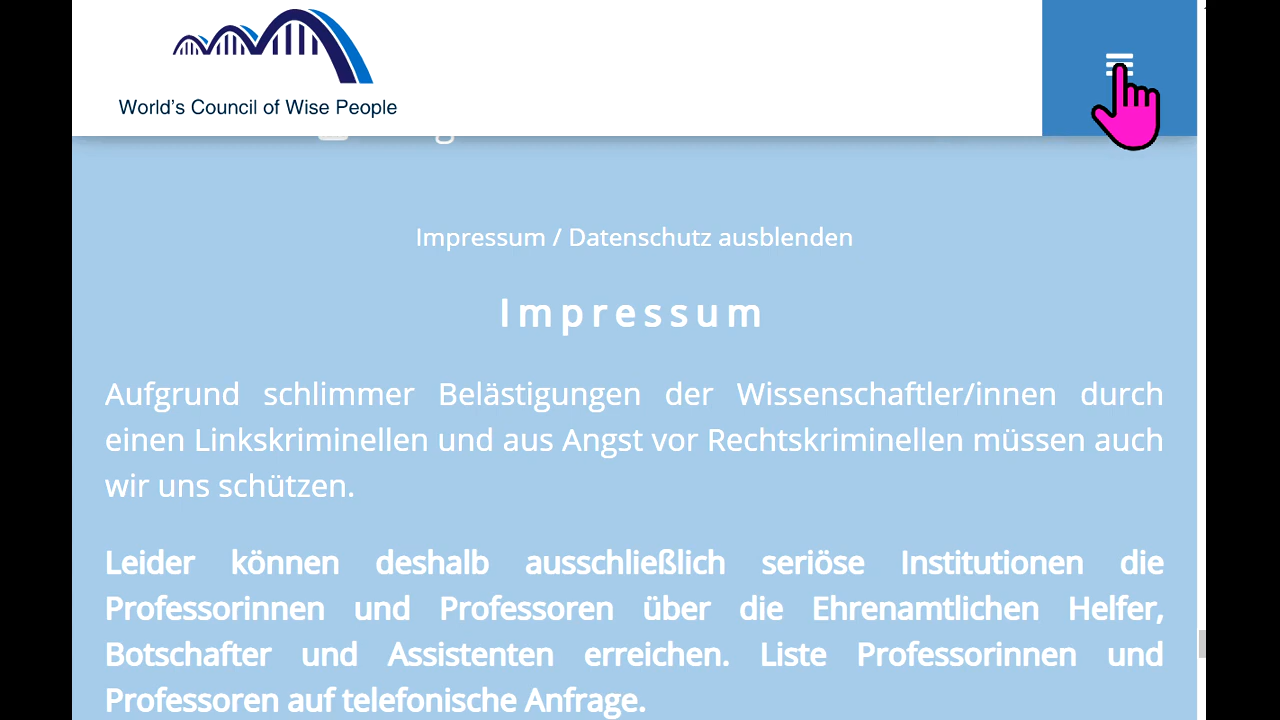 World's Council of Wise People
Impressum / Datenschutz ausblenden
Impressum
Aufgrund schlimmer Belästigungen der Wissenschaftler/innen durch
einen Linkskriminellen und aus Angst vor Rechtskriminellen müssen auch
wir uns schützen.
Leider können deshalb ausschließlich seriöse Institutionen die
Professorinnen und Professoren über die Ehrenamtlichen Helfer,
Botschafter und Assistenten erreichen. Liste Professorinnen und
Professoren auf telefonische Anfrage.